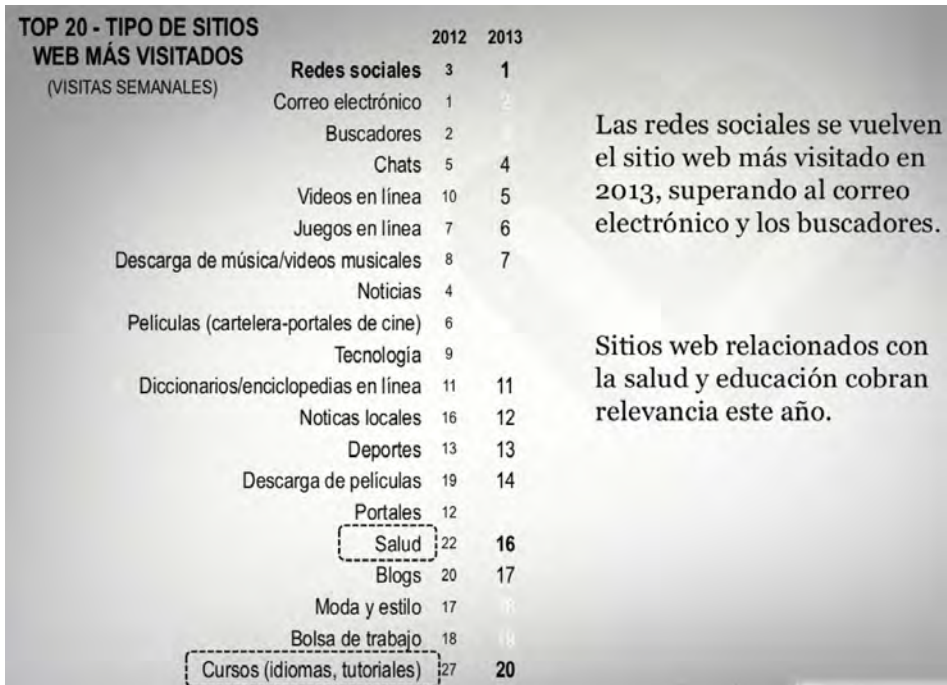 TOP 20 - TIPO DE SITIOS
WEB MÁS VISITADOS
(VISITAS SEMANALES)
2012 2013
Redes sociales 3 1
Correo electrónico 1 2
Buscadores 2
Chats 5 4
Videos en línea 10 5
Juegos en línea 7 6
Descarga de música/videos musicales 8 7
Noticias 4
Películas (cartelera-portales de cine) 6
Tecnología 9
Diccionarios/enciclopedias en línea 11 11
Noticas locales 16 12
Deportes 13 13
Descarga de películas 19 14
Portales 12
Salud 22 16
Blogs 20 17
Moda y estilo 17 18
Bolsa de trabajo 18 19
Cursos (idiomas, tutoriales) 27 20
Las redes sociales se vuelven
el sitio web más visitado en
2013, superando al correo
electrónico y los buscadores.
Sitios web relacionados con
la salud y educación cobran
relevancia este año.